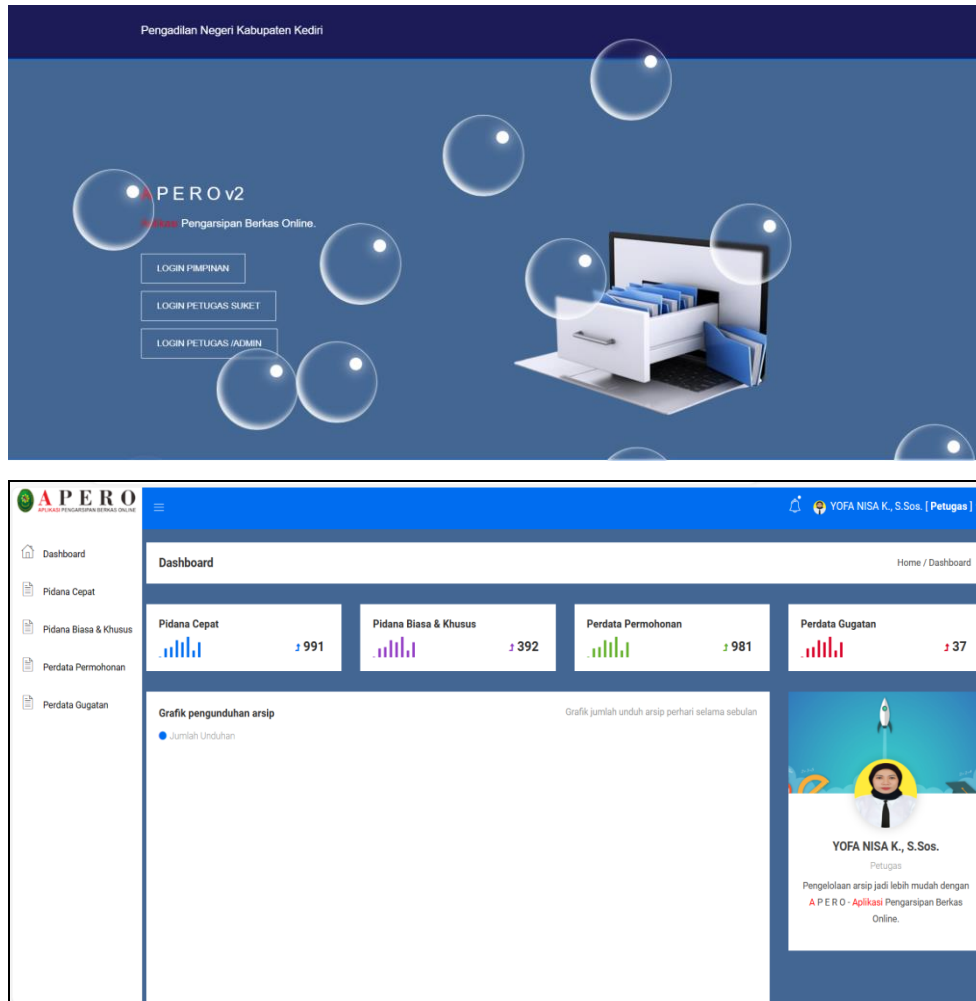 Pengadilan Negeri Kabupaten Kediri
A P E R O v2
Aplikasi Pengarsipan Berkas Online.
LOGIN PIMPINAN
LOGIN PETUGAS SUKET
LOGIN PETUGAS /ADMIN
A P E R O
APLIKASI PENGARSIPAN BERKAS ONLINE
YOFA NISA K., S.Sos. [ Petugas ]
Dashboard
Pidana Cepat
Pidana Biasa & Khusus
Perdata Permohonan
Perdata Gugatan
Dashboard
Home / Dashboard
Pidana Cepat
991
Pidana Biasa & Khusus
392
Perdata Permohonan
981
Perdata Gugatan
37
Grafik pengunduhan arsip
Grafik jumlah unduh arsip perhari selama sebulan
Jumlah Unduhan
YOFA NISA K., S.Sos.
Petugas
Pengelolaan arsip jadi lebih mudah dengan
A P E R O - Aplikasi Pengarsipan Berkas
Online.